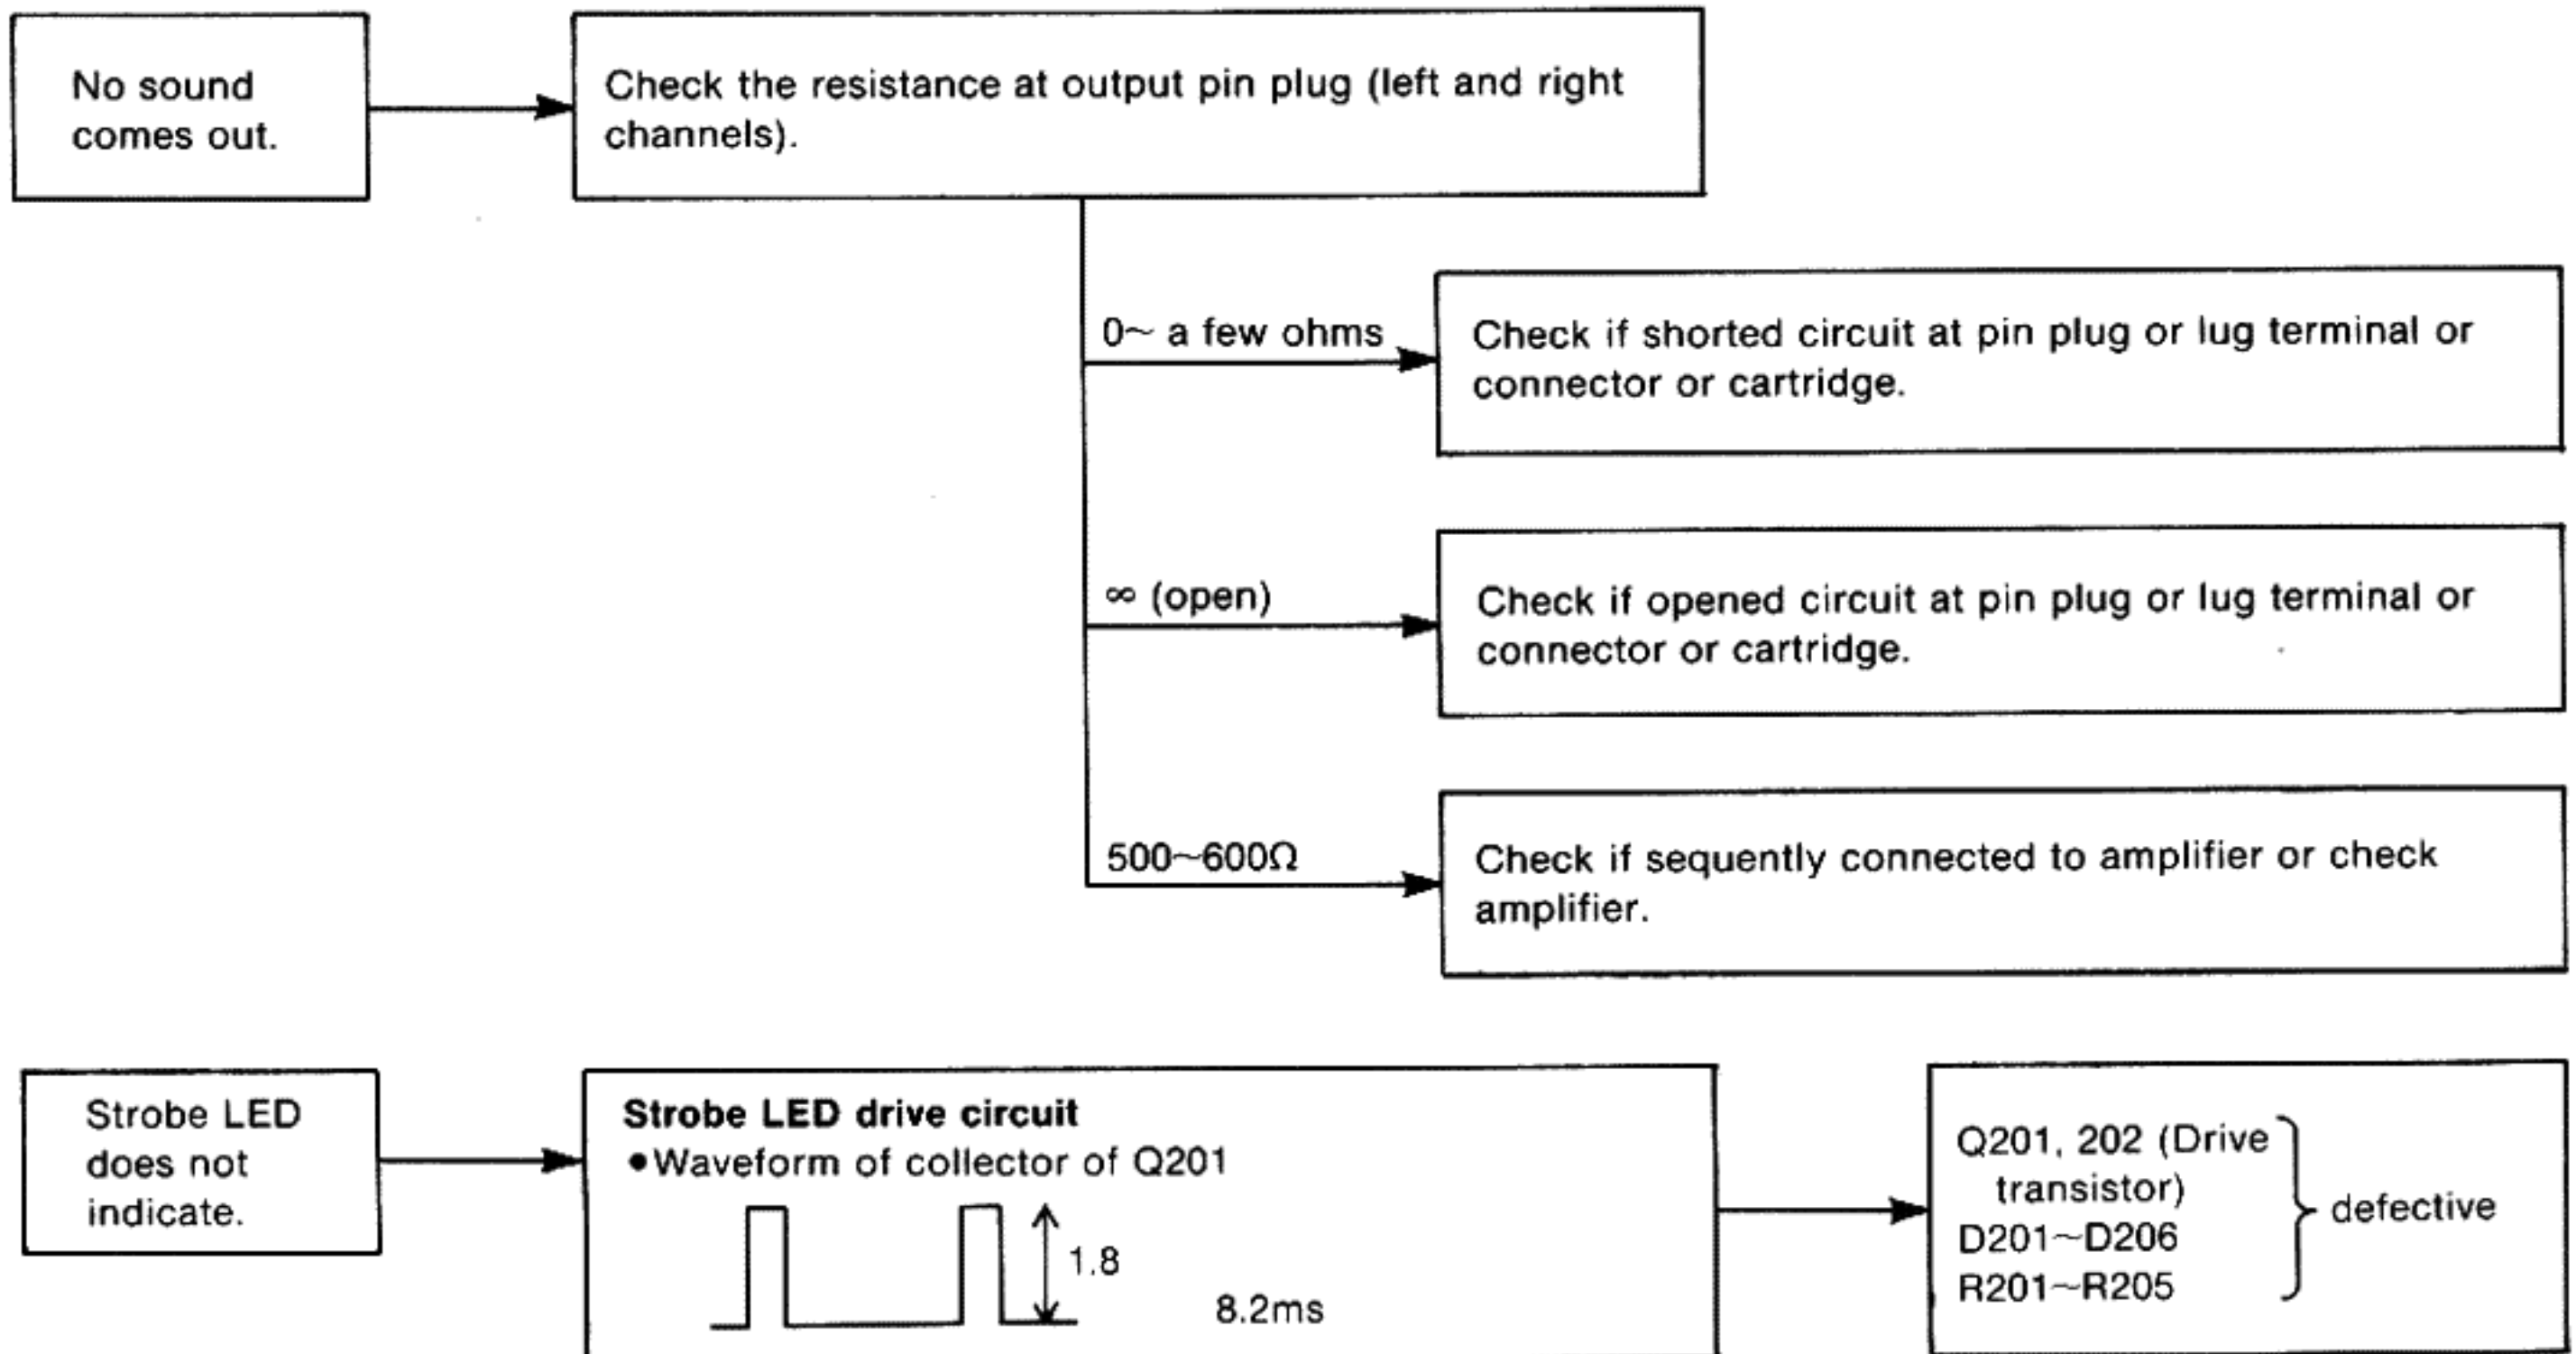 No sound
comes out.
Check the resistance at output pin plug (left and right
channels).
0~ a few ohms
Check if shorted circuit at pin plug or lug terminal or
connector or cartridge.
∞ (open)
Check if opened circuit at pin plug or lug terminal or
connector or cartridge.
500~600Ω
Check if sequently connected to amplifier or check
amplifier.
Strobe LED
does not
indicate.
Strobe LED drive circuit
●Waveform of collector of Q201
1.8
8.2ms
Q201, 202 (Drive
transistor)
D201~D206
R201~R205
defective